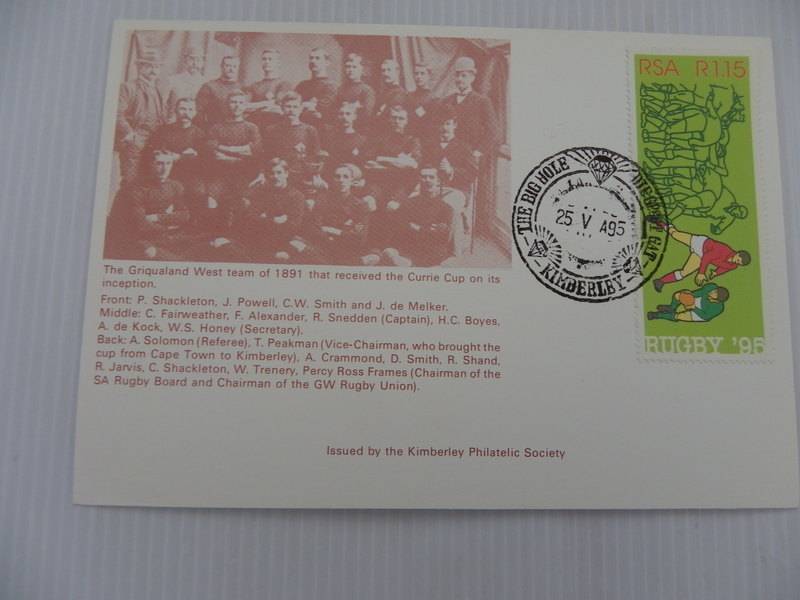 The Griqualand West team of 1891 that received the Currie Cup on its
inception.
Front: P. Shackleton, J. Powell, C.W. Smith and J. de Melker.
Middle: C. Fairweather, F. Alexander, R. Snedden (Captain), H.C. Boyes,
A. de Kock, W.S. Honey (Secretary).
Back: A. Solomon (Referee), T. Peakman (Vice-Chairman, who brought the
cup from Cape Town to Kimberley), A. Crammond, D. Smith, R. Shand,
R. Jarvis, C. Shackleton, W. Trenery, Percy Ross Frames (Chairman of the
SA Rugby Board and Chairman of the GW Rugby Union).
Issued by the Kimberley Philatelic Society
THE BIG HOLE
25 V A95
GAT
KIMBERLEY
RSA R1.15
RUGBY '95